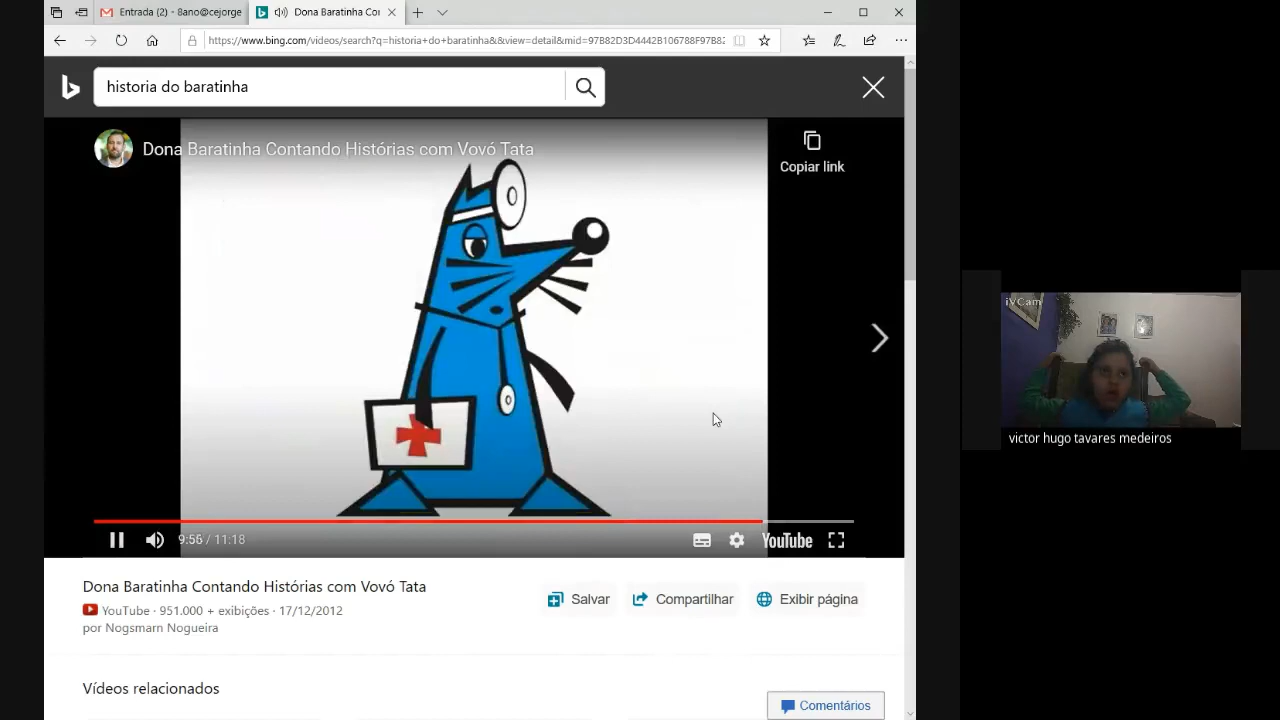 Entrada (2) - 8ano@cejorge
Dona Baratinha Cor
https://www.bing.com/videos/search?q=historia+do+baratinha&&view=detail&mid=97B82D3D4442B106788F97B82
historia do baratinha
Dona Baratinha Contando Histórias com Vovó Tata
Copiar link
9:56 / 11:18
YouTube
Dona Baratinha Contando Histórias com Vovó Tata
YouTube · 951.000 + exibições · 17/12/2012
por Nogsmarn Nogueira
Salvar
Compartilhar
Exibir página
Vídeos relacionados
Comentários
iVCam
victor hugo tavares medeiros